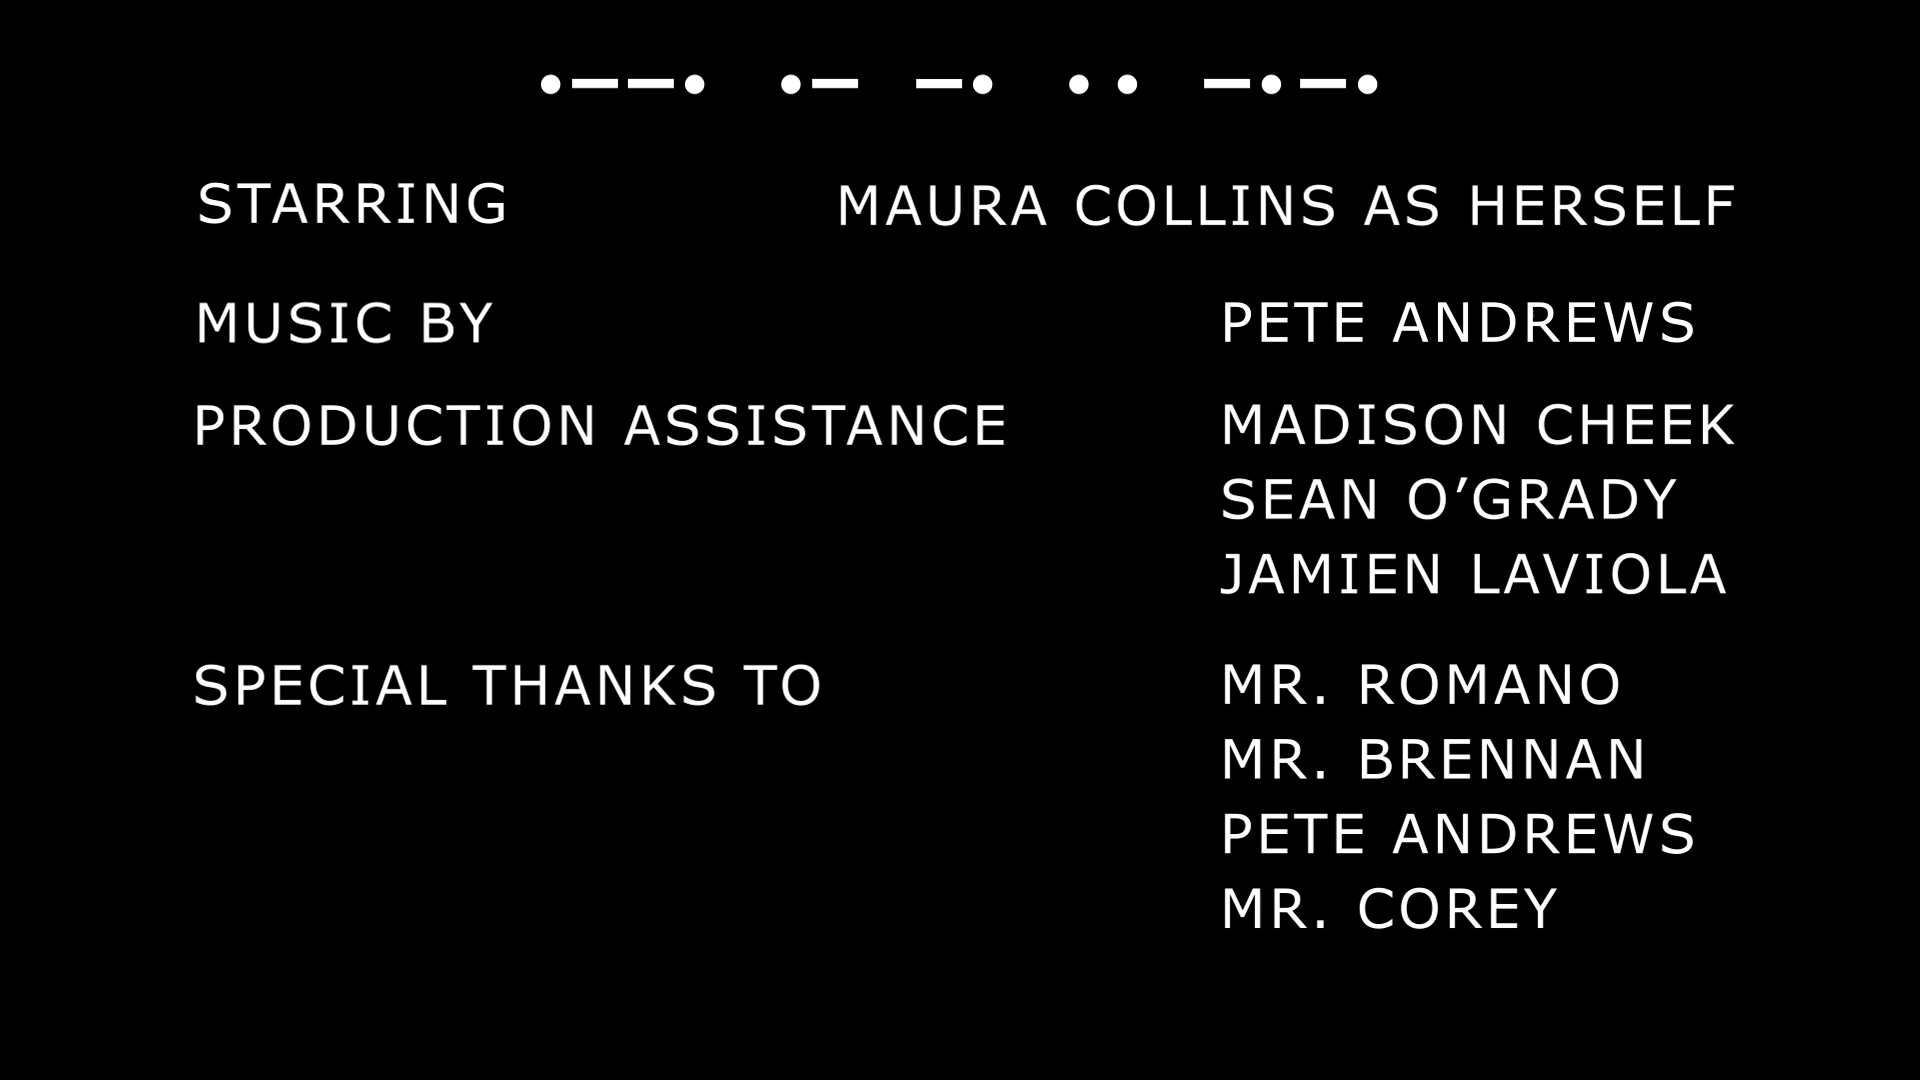 •——•  •—  —•  ••  —•—•
STARRING MAURA COLLINS AS HERSELF
MUSIC BY PETE ANDREWS
PRODUCTION ASSISTANCE MADISON CHEEK
SEAN O’GRADY
JAMIEN LAVIOLA
SPECIAL THANKS TO MR. ROMANO
MR. BRENNAN
PETE ANDREWS
MR. COREY